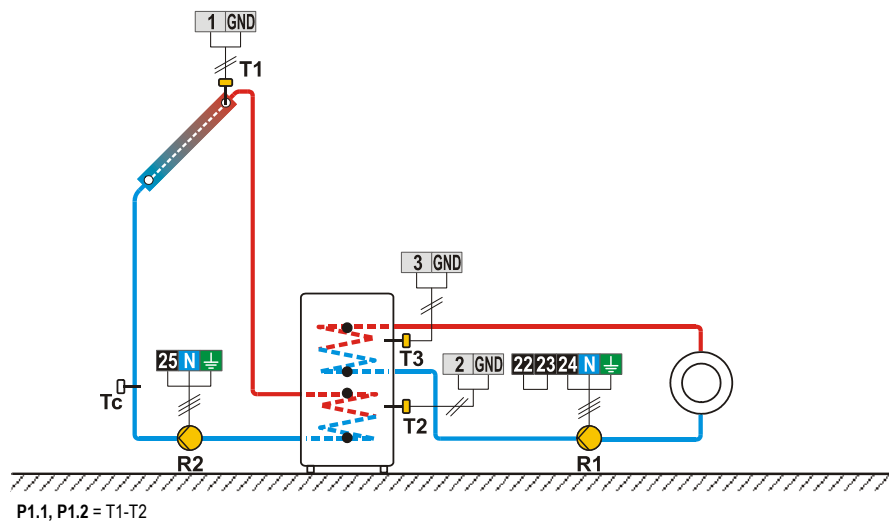 1 GND
T1
3 GND
T3
25 N
2 GND
22 23 24 N
Tc
T2
R2
R1
P1.1, P1.2 = T1-T2